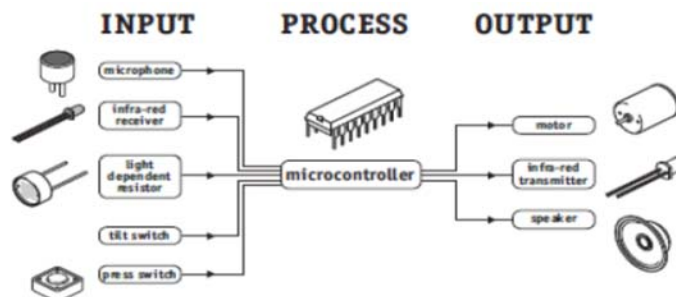 INPUT PROCESS OUTPUT
microphone
infra-red
receiver
light
dependent
resistor
tilt switch
press switch
microcontroller
motor
infra-red
transmitter
speaker